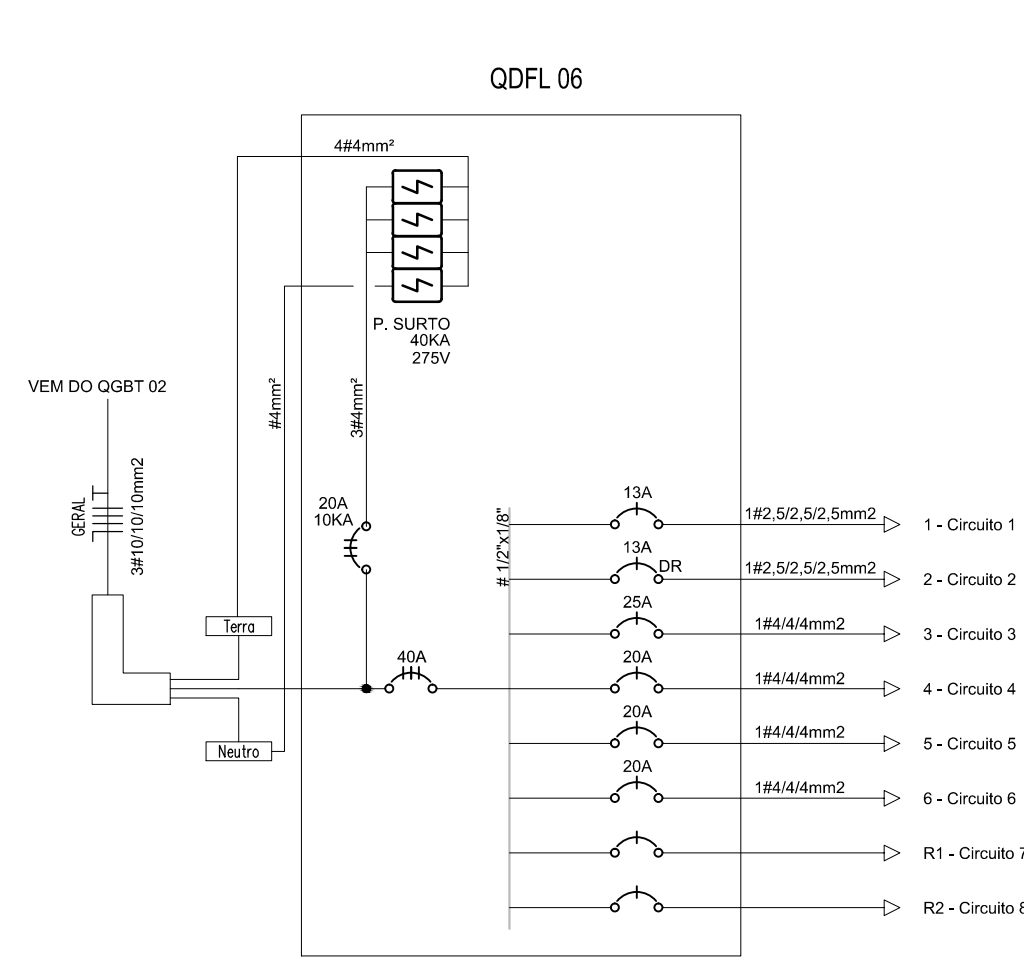 QDFL 06
4#4mm²
P. SURTO
40KA
275V
VEM DO QGBT 02
#4mm²
3#4mm²
GERAL
3#10/10/10mm2
20A
10KA
# 1/2"x1/8"
13A
1#2,5/2,5/2,5mm2
1 - Circuito 1
13A
DR
1#2,5/2,5/2,5mm2
2 - Circuito 2
25A
1#4/4/4mm2
3 - Circuito 3
Terra
40A
20A
1#4/4/4mm2
4 - Circuito 4
20A
1#4/4/4mm2
5 - Circuito 5
Neutro
20A
1#4/4/4mm2
6 - Circuito 6
R1 - Circuito 7
R2 - Circuito 8